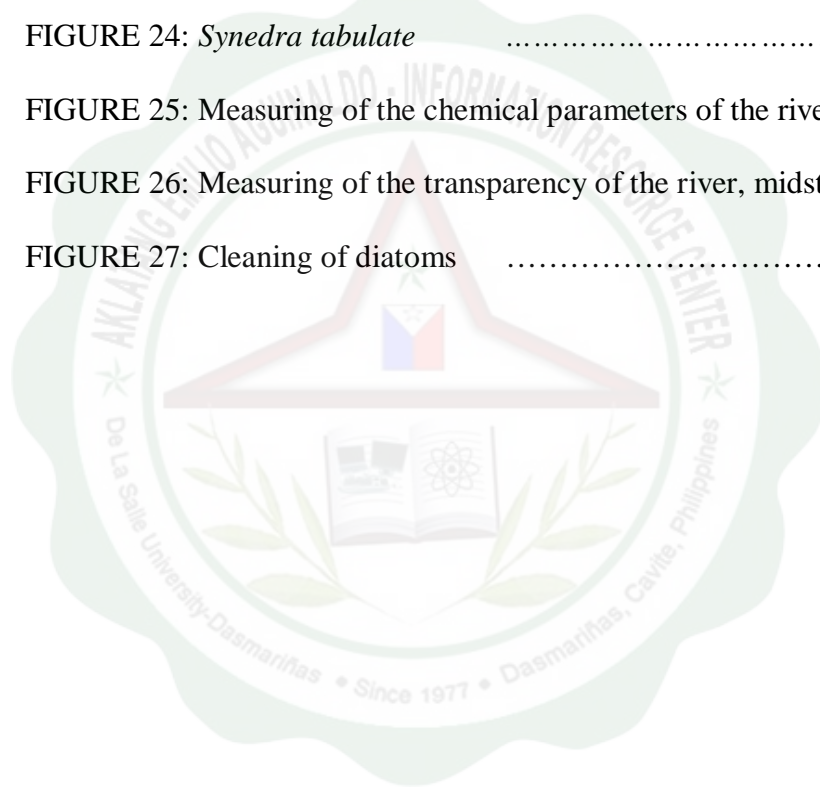 FIGURE 24: Synedra tabulate ………………………………
FIGURE 25: Measuring of the chemical parameters of the rive
FIGURE 26: Measuring of the transparency of the river, midst
FIGURE 27: Cleaning of diatoms ………………………………
AKLATANG EMILIO AGUINALDO - INFORMATION RESOURCE CENTER
De La Salle University-Dasmariñas • Since 1977 • Dasmariñas, Cavite, Philippines